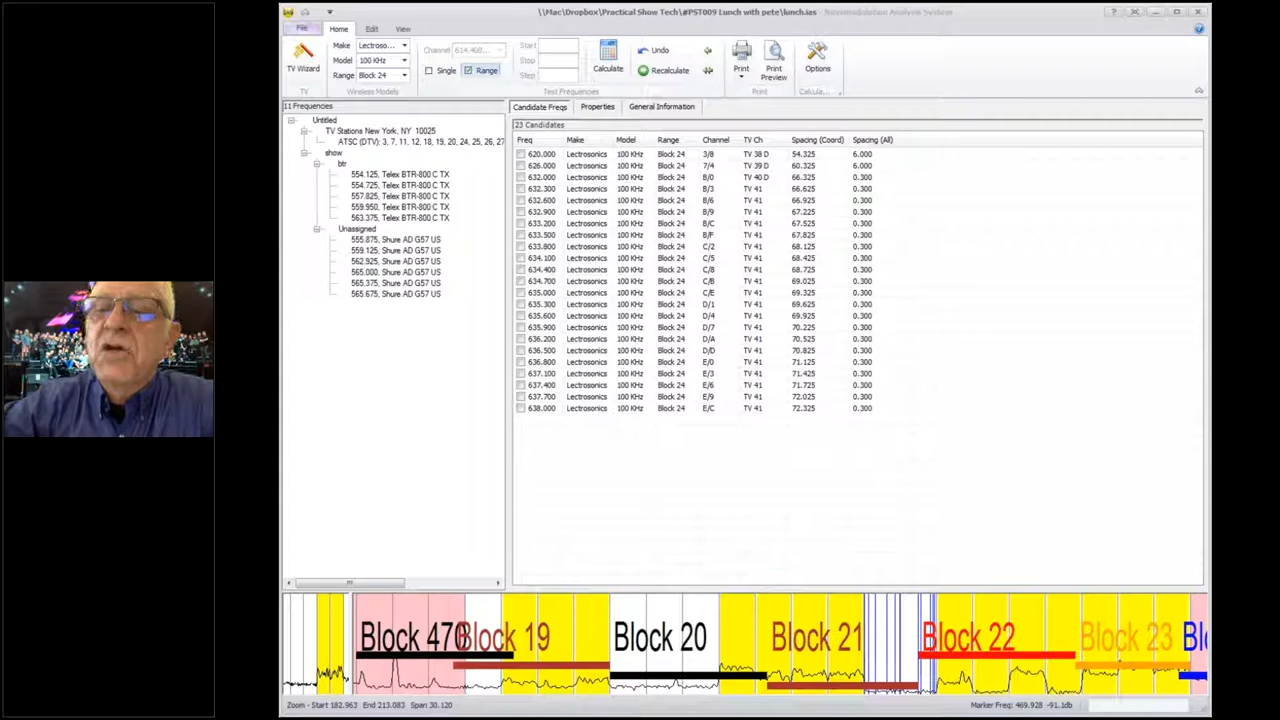 \\Mac\Dropbox\Practical Show Tech\#PST009 Lunch with pete\lunch.ias - Intermodulation Analysis System
File Home Edit View
TV Wizard
Make Lectroso...
Model 100 KHz
Range Block 24
Channel 614.400...
Single Range
Start
Stop
Step
Calculate
Undo
Recalculate
Print
Print Preview
Options
TV
Wireless Models
Test Frequencies
Print
Calcula...
11 Frequencies
Untitled
TV Stations New York, NY 10025
ATSC (DTV): 3, 7, 11, 12, 18, 19, 20, 24, 25, 26, 27
show
btr
554.125, Telex BTR-800 C TX
554.725, Telex BTR-800 C TX
557.825, Telex BTR-800 C TX
559.950, Telex BTR-800 C TX
563.375, Telex BTR-800 C TX
Unassigned
555.875, Shure AD G57 US
559.125, Shure AD G57 US
562.925, Shure AD G57 US
565.000, Shure AD G57 US
565.375, Shure AD G57 US
565.675, Shure AD G57 US
Candidate Freqs Properties General Information
23 Candidates
Freq Make Model Range Channel TV Ch Spacing (Coord) Spacing (All)
620.000 Lectrosonics 100 KHz Block 24 3/8 TV 38 D 54.325 6.000
626.000 Lectrosonics 100 KHz Block 24 7/4 TV 39 D 60.325 6.000
632.000 Lectrosonics 100 KHz Block 24 B/0 TV 40 D 66.325 0.300
632.300 Lectrosonics 100 KHz Block 24 B/3 TV 41 66.625 0.300
632.600 Lectrosonics 100 KHz Block 24 B/6 TV 41 66.925 0.300
632.900 Lectrosonics 100 KHz Block 24 B/9 TV 41 67.225 0.300
633.200 Lectrosonics 100 KHz Block 24 B/C TV 41 67.525 0.300
633.500 Lectrosonics 100 KHz Block 24 B/F TV 41 67.825 0.300
633.800 Lectrosonics 100 KHz Block 24 C/2 TV 41 68.125 0.300
634.100 Lectrosonics 100 KHz Block 24 C/5 TV 41 68.425 0.300
634.400 Lectrosonics 100 KHz Block 24 C/8 TV 41 68.725 0.300
634.700 Lectrosonics 100 KHz Block 24 C/B TV 41 69.025 0.300
635.000 Lectrosonics 100 KHz Block 24 C/E TV 41 69.325 0.300
635.300 Lectrosonics 100 KHz Block 24 D/1 TV 41 69.625 0.300
635.600 Lectrosonics 100 KHz Block 24 D/4 TV 41 69.925 0.300
635.900 Lectrosonics 100 KHz Block 24 D/7 TV 41 70.225 0.300
636.200 Lectrosonics 100 KHz Block 24 D/A TV 41 70.525 0.300
636.500 Lectrosonics 100 KHz Block 24 D/D TV 41 70.825 0.300
636.800 Lectrosonics 100 KHz Block 24 E/0 TV 41 71.125 0.300
637.100 Lectrosonics 100 KHz Block 24 E/3 TV 41 71.425 0.300
637.400 Lectrosonics 100 KHz Block 24 E/6 TV 41 71.725 0.300
637.700 Lectrosonics 100 KHz Block 24 E/9 TV 41 72.025 0.300
638.000 Lectrosonics 100 KHz Block 24 E/C TV 41 72.325 0.300
Block 470 Block 19 Block 20 Block 21 Block 22 Block 23 Bl
Zoom - Start 182.963 End 213.083 Span 30.120
Marker Freq: 469.928 -91.1db